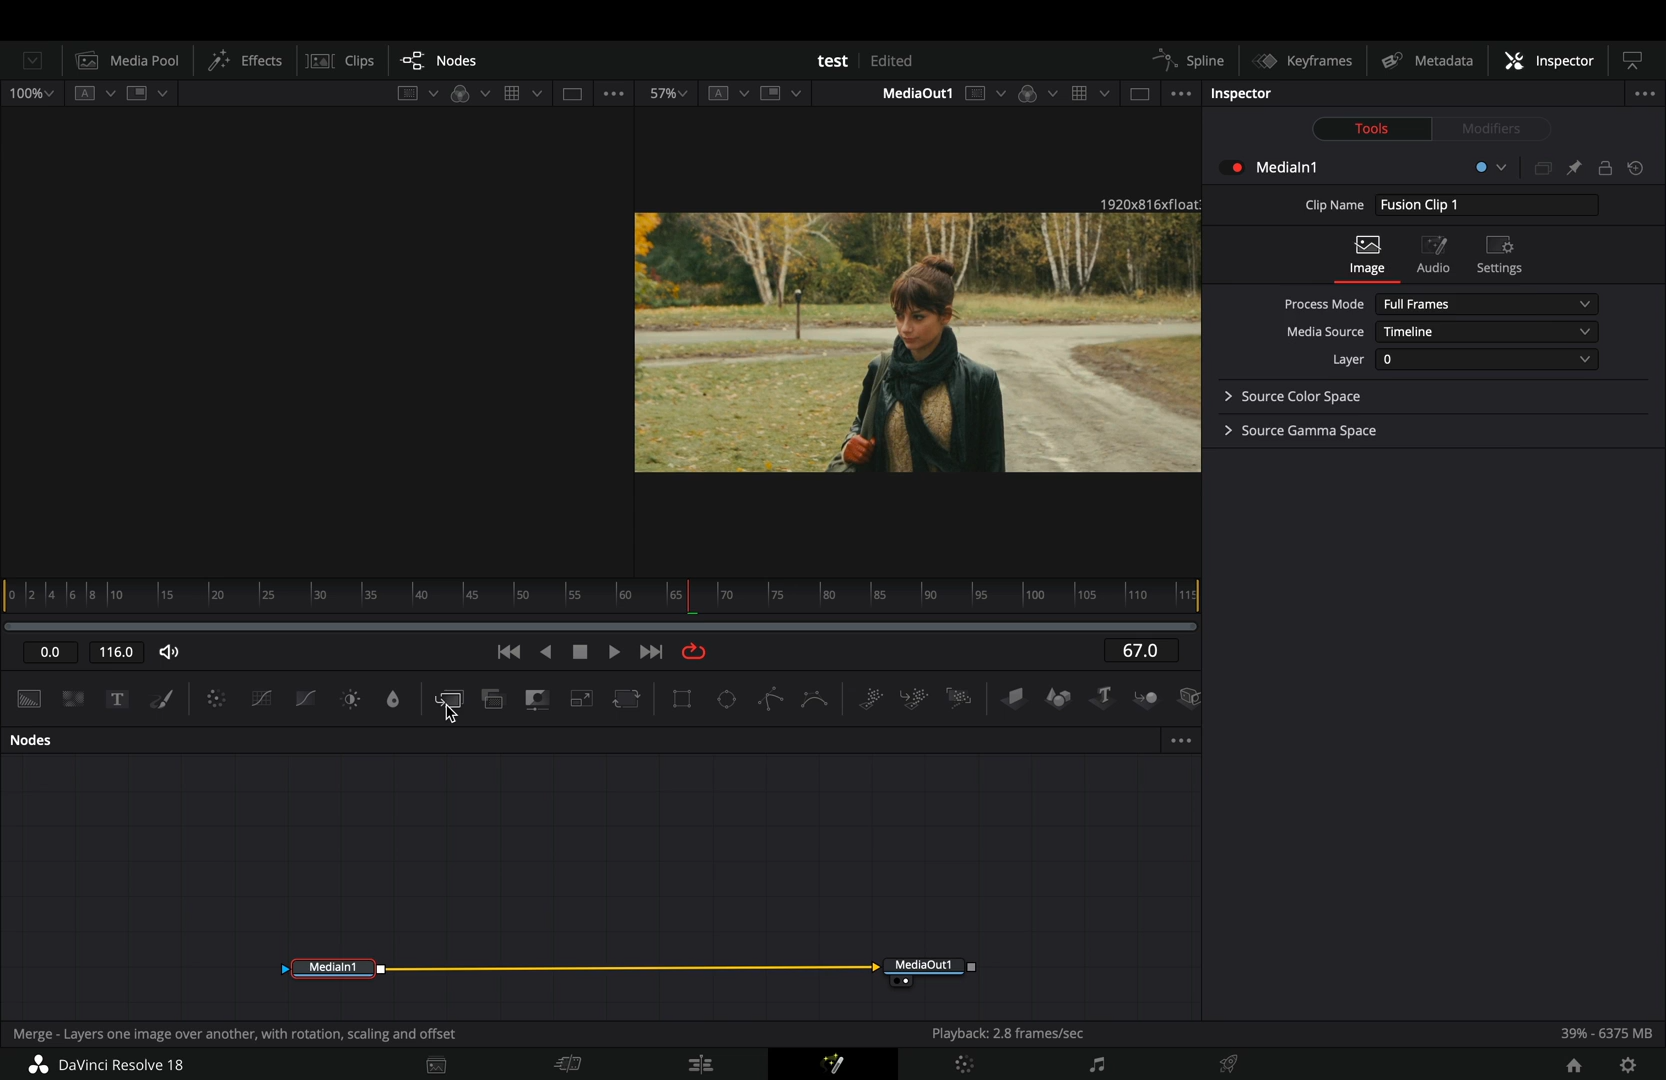 Media Pool
Effects
Clips
Nodes
test
Edited
Spline
Keyframes
Metadata
Inspector
100%
A
57%
A
MediaOut1
Inspector
Tools
Modifiers
MediaIn1
1920x816xfloat3
Clip Name
Fusion Clip 1
Image
Audio
Settings
Process Mode
Full Frames
Media Source
Timeline
Layer
0
Source Color Space
Source Gamma Space
0 2 4 6 8 10 15 20 25 30 35 40 45 50 55 60 65 70 75 80 85 90 95 100 105 110 115
0.0
116.0
67.0
T
T
Nodes
MediaIn1
MediaOut1
Merge - Layers one image over another, with rotation, scaling and offset
Playback: 2.8 frames/sec
39% - 6375 MB
DaVinci Resolve 18